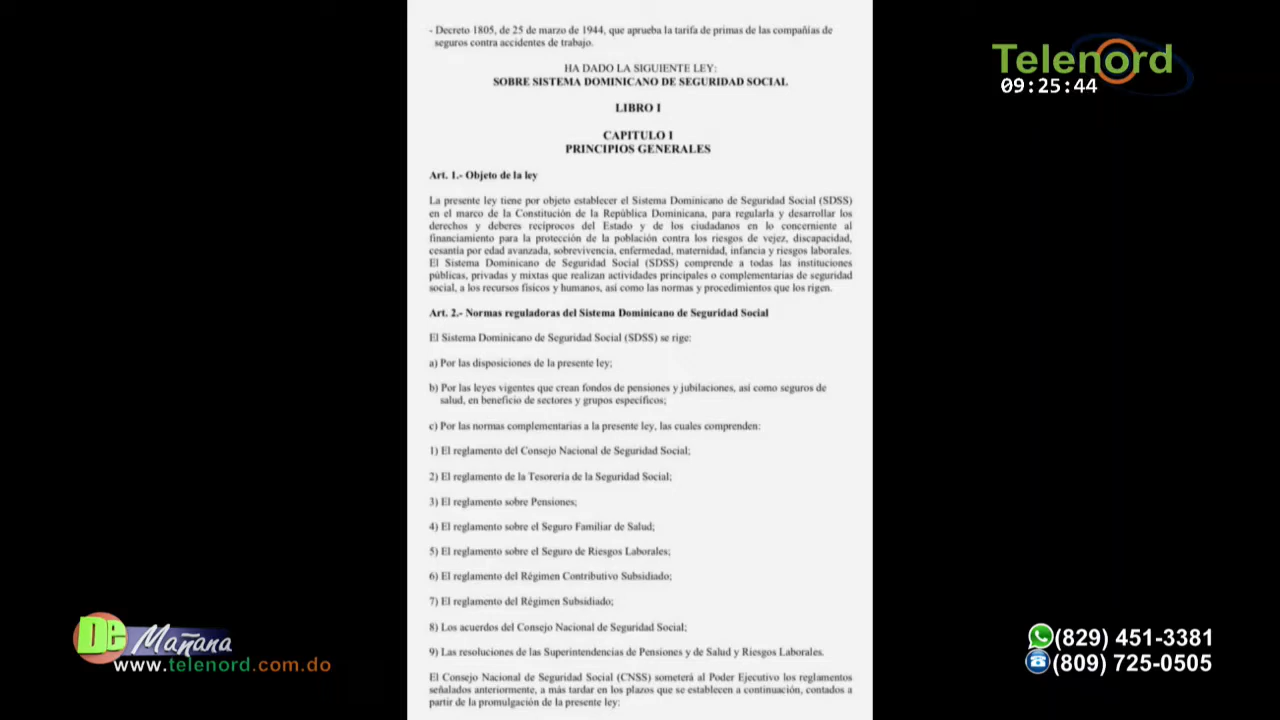 - Decreto 1805, de 25 de marzo de 1944, que aprueba la tarifa de primas de las compañías de
seguros contra accidentes de trabajo.
HA DADO LA SIGUIENTE LEY:
SOBRE SISTEMA DOMINICANO DE SEGURIDAD SOCIAL.
LIBRO I
CAPITULO I
PRINCIPIOS GENERALES
Art. 1.- Objeto de la ley
La presente ley tiene por objeto establecer el Sistema Dominicano de Seguridad Social (SDSS)
en el marco de la Constitución de la República Dominicana, para regularla y desarrollar los
derechos y deberes recíprocos del Estado y de los ciudadanos en lo concerniente al
financiamiento para la protección de la población contra los riesgos de vejez, discapacidad,
cesantía por edad avanzada, sobrevivencia, enfermedad, maternidad, infancia y riesgos laborales.
El Sistema Dominicano de Seguridad Social (SDSS) comprende a todas las instituciones
públicas, privadas y mixtas que realizan actividades principales o complementarias de seguridad
social, a los recursos físicos y humanos, así como las normas y procedimientos que los rigen.
Art. 2.- Normas reguladoras del Sistema Dominicano de Seguridad Social
El Sistema Dominicano de Seguridad Social (SDSS) se rige:
a) Por las disposiciones de la presente ley;
b) Por las leyes vigentes que crean fondos de pensiones y jubilaciones, así como seguros de
salud, en beneficio de sectores y grupos específicos;
c) Por las normas complementarias a la presente ley, las cuales comprenden:
1) El reglamento del Consejo Nacional de Seguridad Social;
2) El reglamento de la Tesorería de la Seguridad Social;
3) El reglamento sobre Pensiones;
4) El reglamento sobre el Seguro Familiar de Salud;
5) El reglamento sobre el Seguro de Riesgos Laborales;
6) El reglamento del Régimen Contributivo Subsidiado;
7) El reglamento del Régimen Subsidiado;
8) Los acuerdos del Consejo Nacional de Seguridad Social;
9) Las resoluciones de las Superintendencias de Pensiones y de Salud y Riesgos Laborales.
El Consejo Nacional de Seguridad Social (CNSS) someterá al Poder Ejecutivo los reglamentos
señalados anteriormente, a más tardar en los plazos que se establecen a continuación, contados a
partir de la promulgación de la presente ley:
Telenord
09:25:44
De Mañana
www.telenord.com.do
(829) 451-3381
(809) 725-0505